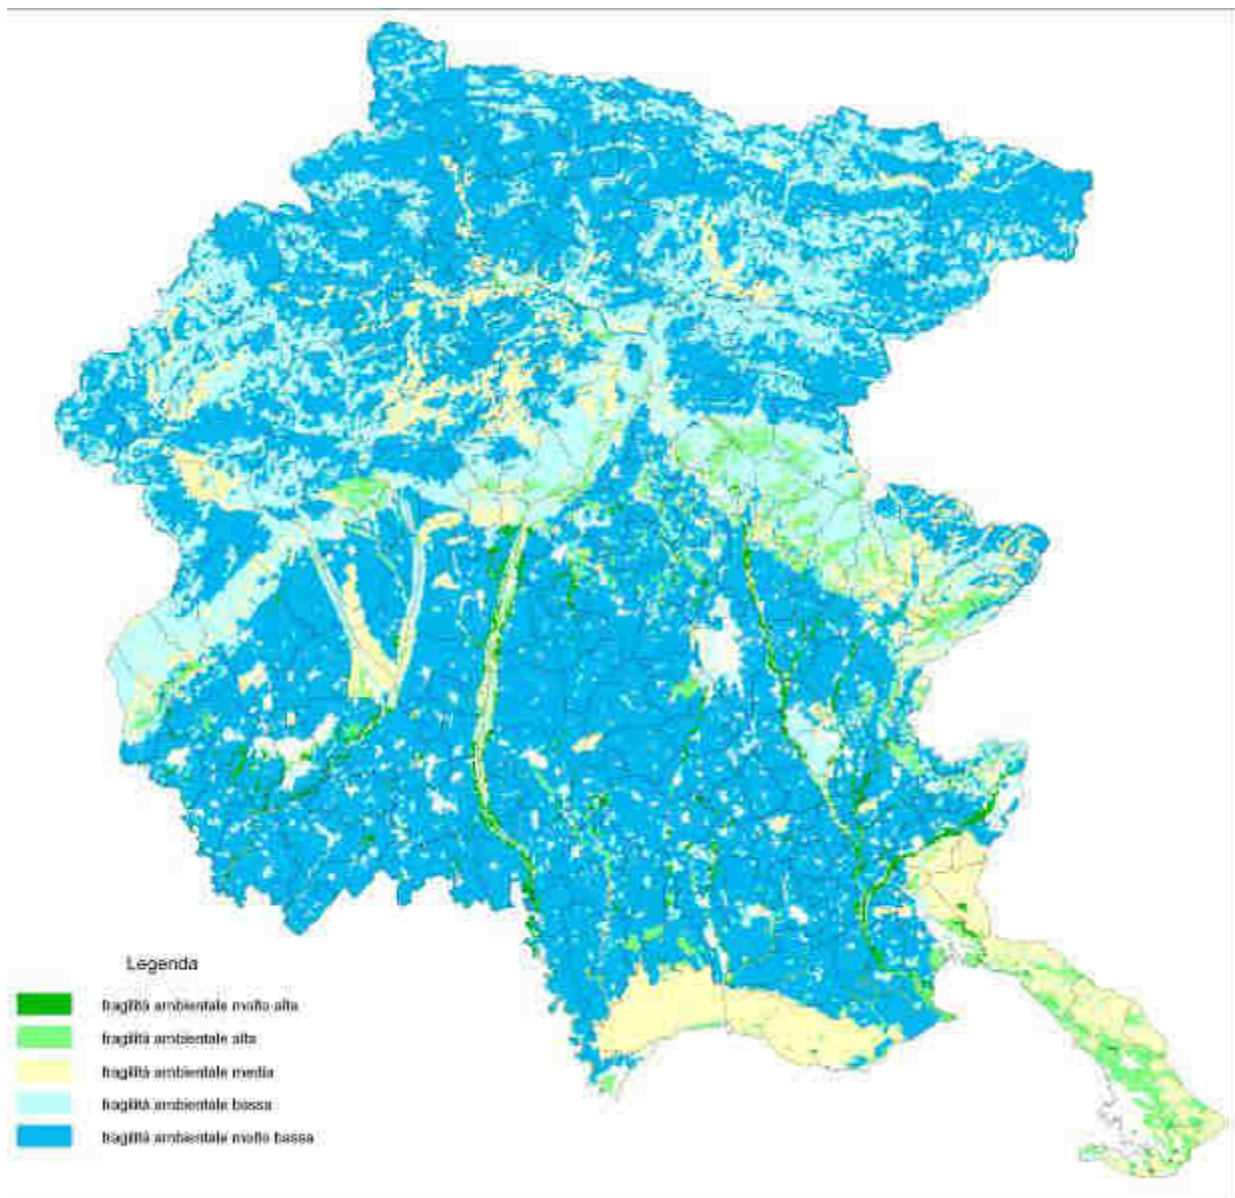 Legenda
fragilità ambientale molto alta
fragilità ambientale alta
fragilità ambientale media
fragilità ambientale bassa
fragilità ambientale molto bassa